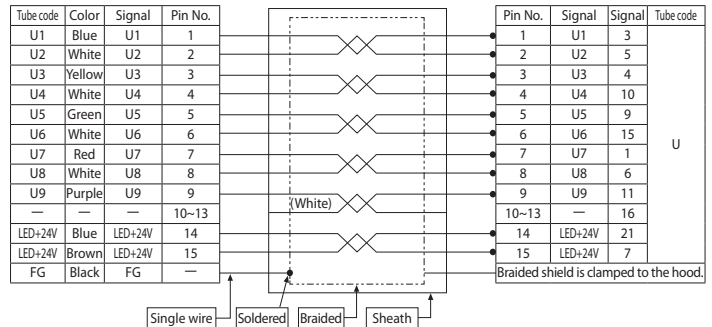 Tube code Color Signal Pin No. Pin No. Signal Signal Tube code
U1 Blue U1 1 1 U1 3
U2 White U2 2 2 U2 5
U3 Yellow U3 3 3 U3 4
U4 White U4 4 4 U4 10
U5 Green U5 5 5 U5 9
U6 White U6 6 6 U6 15
U
U7 Red U7 7 7 U7 1
U8 White U8 8 8 U8 6
U9 Purple U9 9 (White) 9 U9 11
— — — 10~13 10~13 — 16
LED+24V Blue LED+24V 14 14 LED+24V 21
LED+24V Brown LED+24V 15 15 LED+24V 7
FG Black FG — Braided shield is clamped to the hood.
Single wire Soldered Braided Sheath